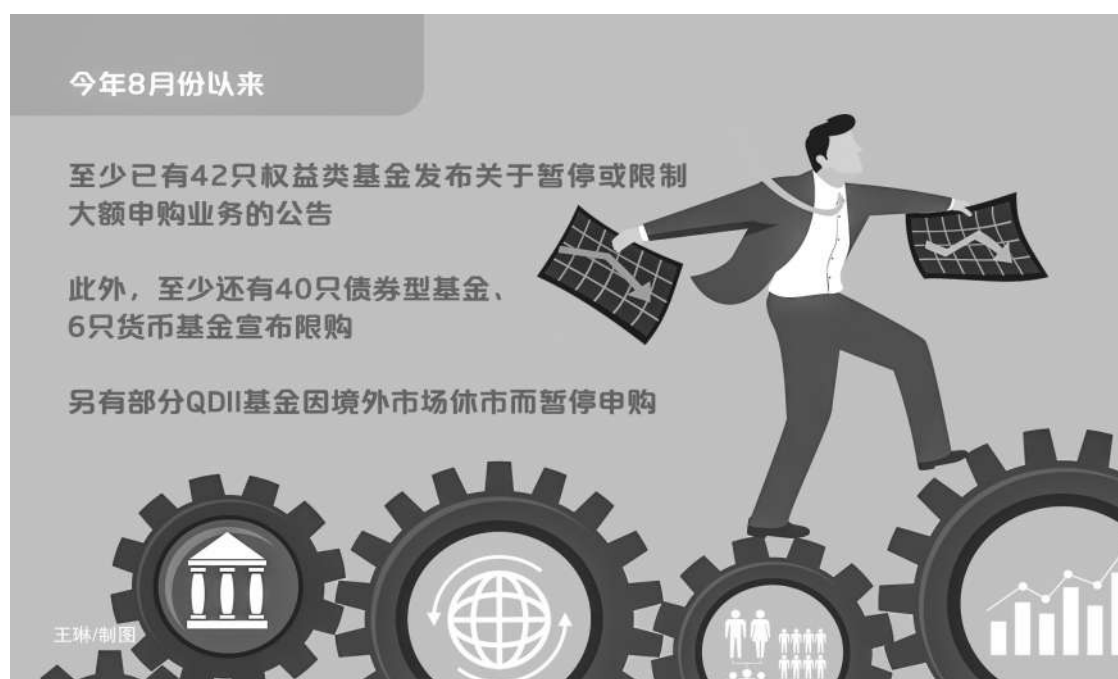 今年8月份以来
至少已有42只权益类基金发布关于暂停或限制
大额申购业务的公告
此外，至少还有40只债券型基金、
6只货币基金宣布限购
另有部分QDII基金因境外市场休市而暂停申购
王琳/制图